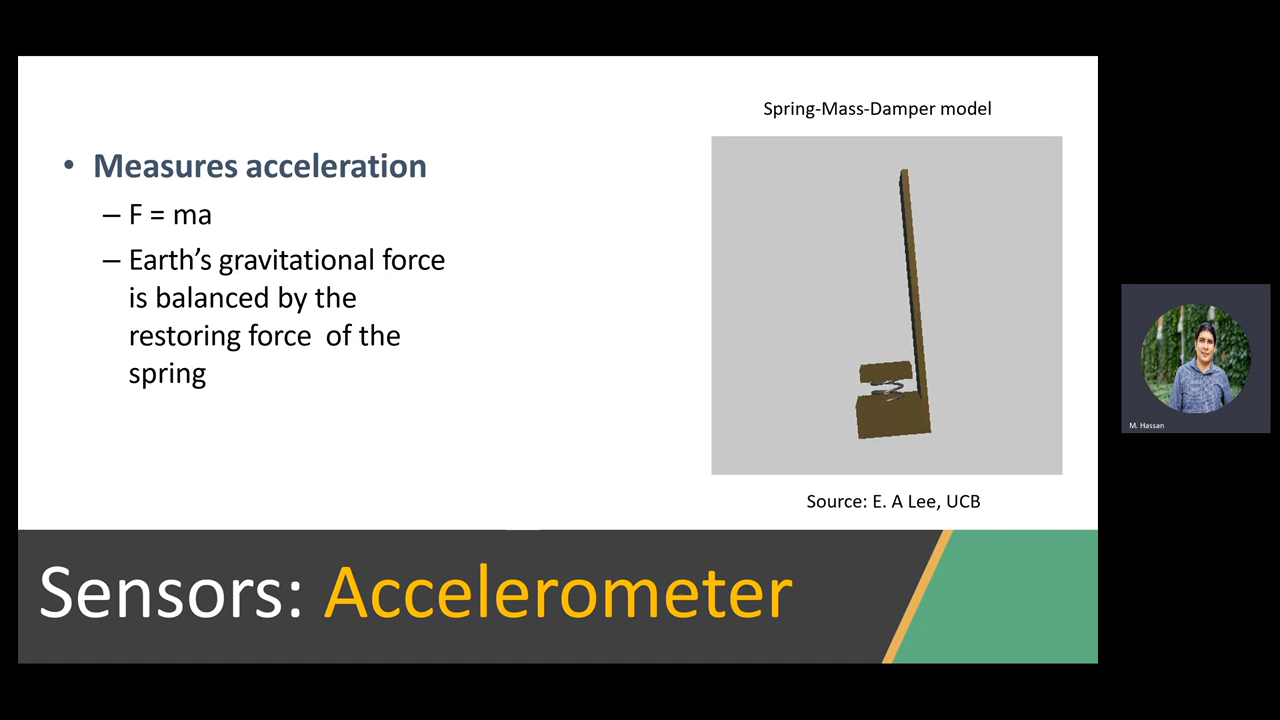 Spring-Mass-Damper model
• Measures acceleration
– F = ma
– Earth’s gravitational force
is balanced by the
restoring force  of the
spring
Source: E. A Lee, UCB
Sensors: Accelerometer
M. Hassan